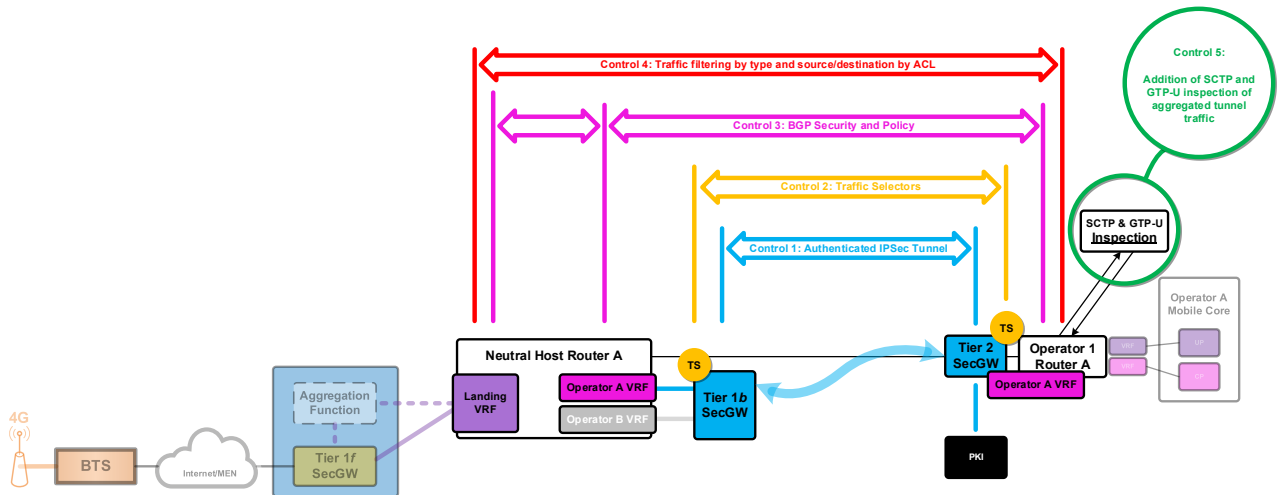 Control 5:
Addition of SCTP and
GTP-U inspection of
aggregated tunnel
traffic
Control 4: Traffic filtering by type and source/destination by ACL
Control 3: BGP Security and Policy
Control 2: Traffic Selectors
Control 1: Authenticated IPSec Tunnel
SCTP & GTP-U
Inspection
Operator A
Mobile Core
UP
CP
VRF
VRF
TS
Tier 2
SecGW
Operator 1
Router A
Operator A VRF
Neutral Host Router A
TS
Landing
VRF
Operator A VRF
Operator B VRF
Tier 1b
SecGW
PKI
Aggregation
Function
Tier 1f
SecGW
4G
BTS
Internet/MEN